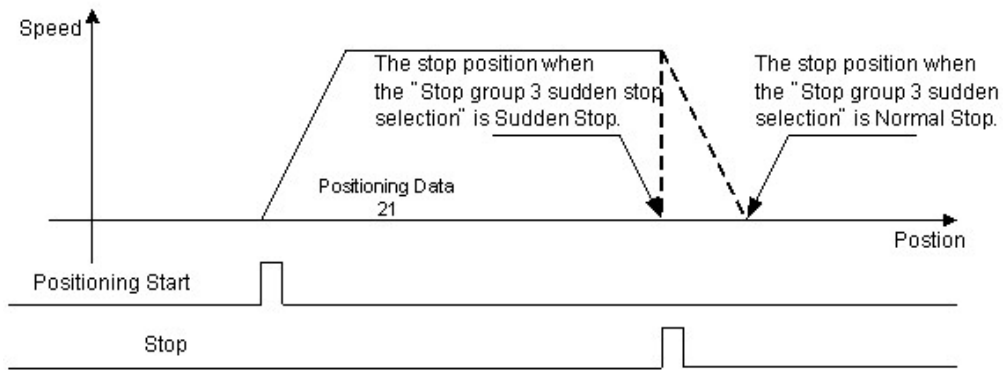 Speed
The stop position when
the "Stop group 3 sudden stop
selection" is Sudden Stop.
The stop position when
the "Stop group 3 sudden stop
selection" is Normal Stop.
Positioning Data
21
Postion
Positioning Start
Stop